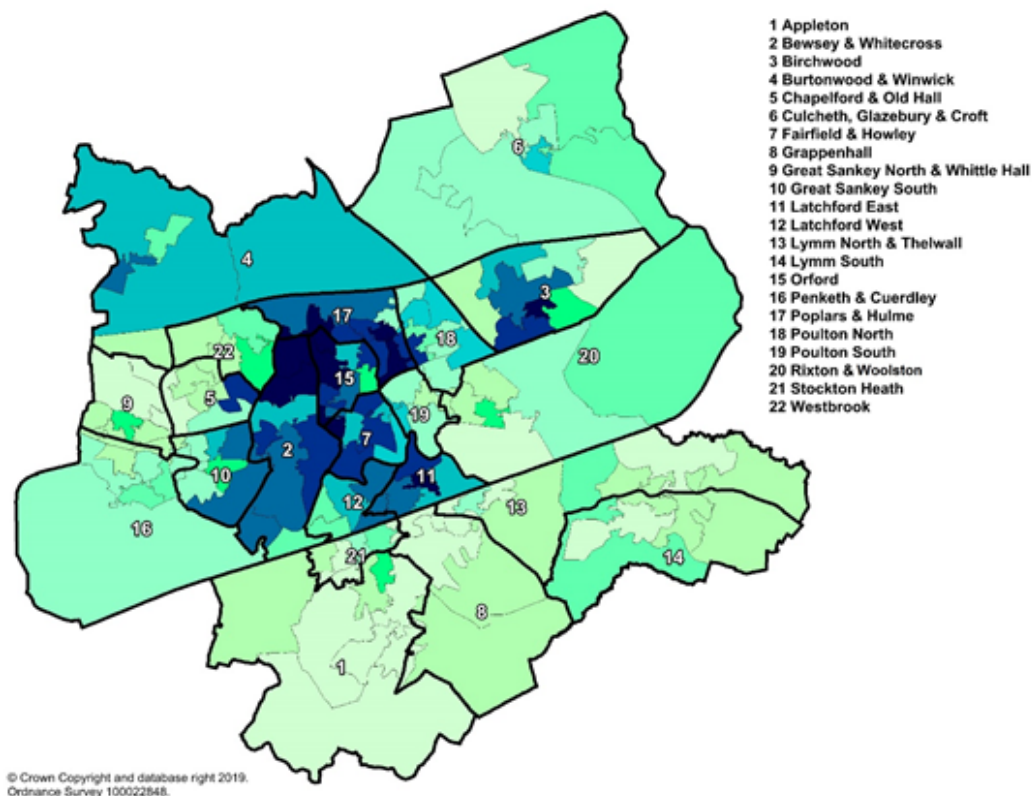 1 Appleton
2 Bewsey & Whitecross
3 Birchwood
4 Burtonwood & Winwick
5 Chapelford & Old Hall
6 Culcheth, Glazebury & Croft
7 Fairfield & Howley
8 Grappenhall
9 Great Sankey North & Whittle Hall
10 Great Sankey South
11 Latchford East
12 Latchford West
13 Lymm North & Thelwall
14 Lymm South
15 Orford
16 Penketh & Cuerdley
17 Poplars & Hulme
18 Poulton North
19 Poulton South
20 Rixton & Woolston
21 Stockton Heath
22 Westbrook
6
4
3
17
18
22
20
15
5
9
19
7
2
10
11
12
13
16
21
14
8
1
© Crown Copyright and database right 2019.
Ordnance Survey 100022848.